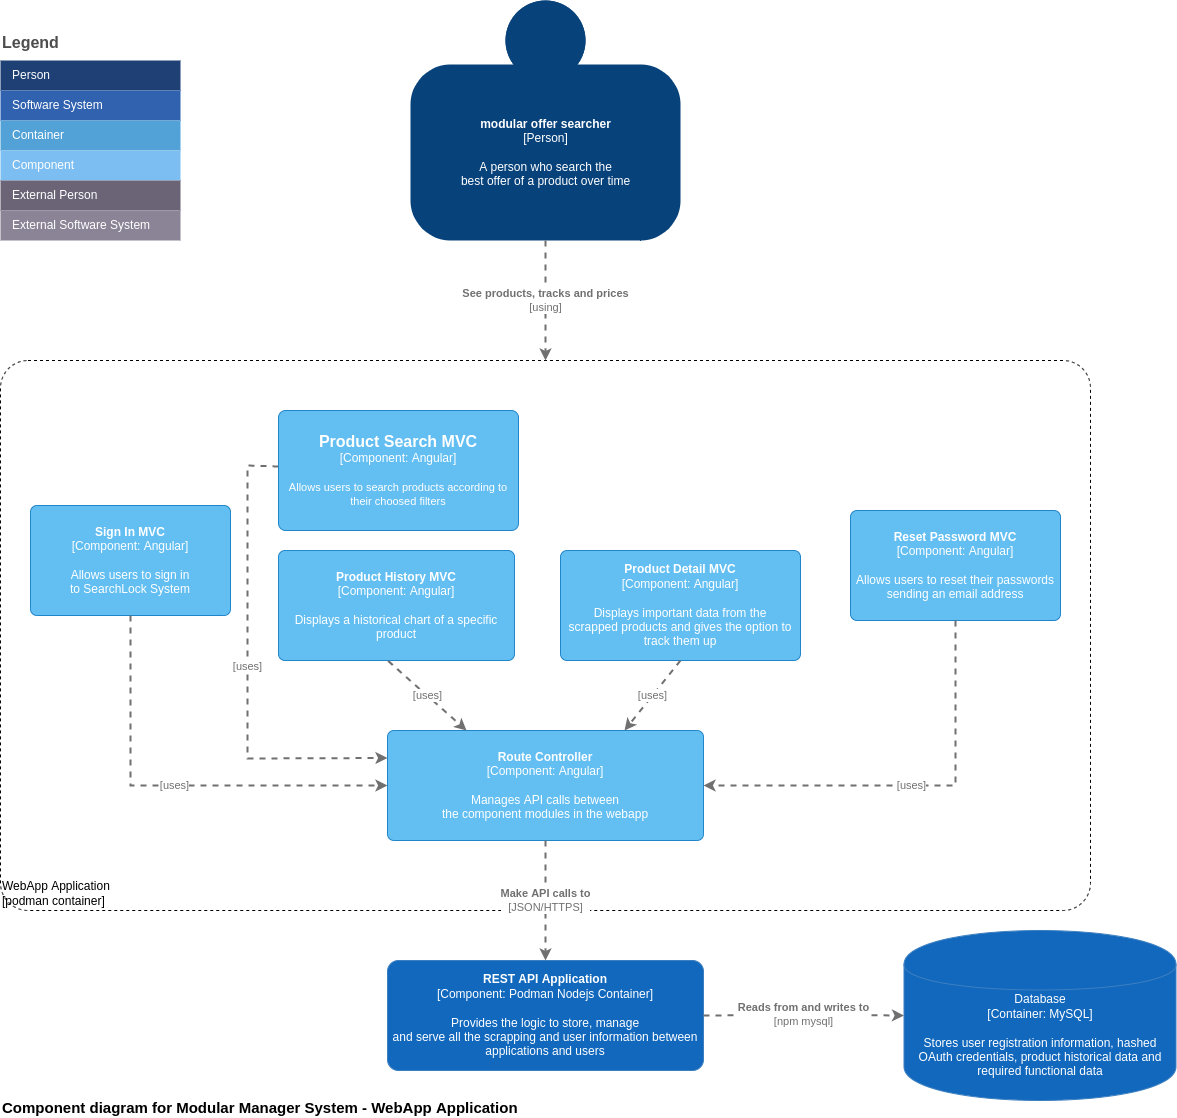 Legend
Person
Software System
Container
Component
External Person
External Software System
modular offer searcher
[Person]
A person who search the
best offer of a product over time
See products, tracks and prices
[using]
Product Search MVC
[Component: Angular]
Allows users to search products according to
their choosed filters
Sign In MVC
[Component: Angular]
Allows users to sign in
to SearchLock System
Product History MVC
[Component: Angular]
Displays a historical chart of a specific
product
Product Detail MVC
[Component: Angular]
Displays important data from the
scrapped products and gives the option to
track them up
Reset Password MVC
[Component: Angular]
Allows users to reset their passwords
sending an email address
[uses]
[uses]
[uses]
[uses]
[uses]
Route Controller
[Component: Angular]
Manages API calls between
the component modules in the webapp
WebApp Application
[podman container]
Make API calls to
[JSON/HTTPS]
REST API Application
[Component: Podman Nodejs Container]
Provides the logic to store, manage
and serve all the scrapping and user information between
applications and users
Reads from and writes to
[npm mysql]
Database
[Container: MySQL]
Stores user registration information, hashed
OAuth credentials, product historical data and
required functional data
Component diagram for Modular Manager System - WebApp Application